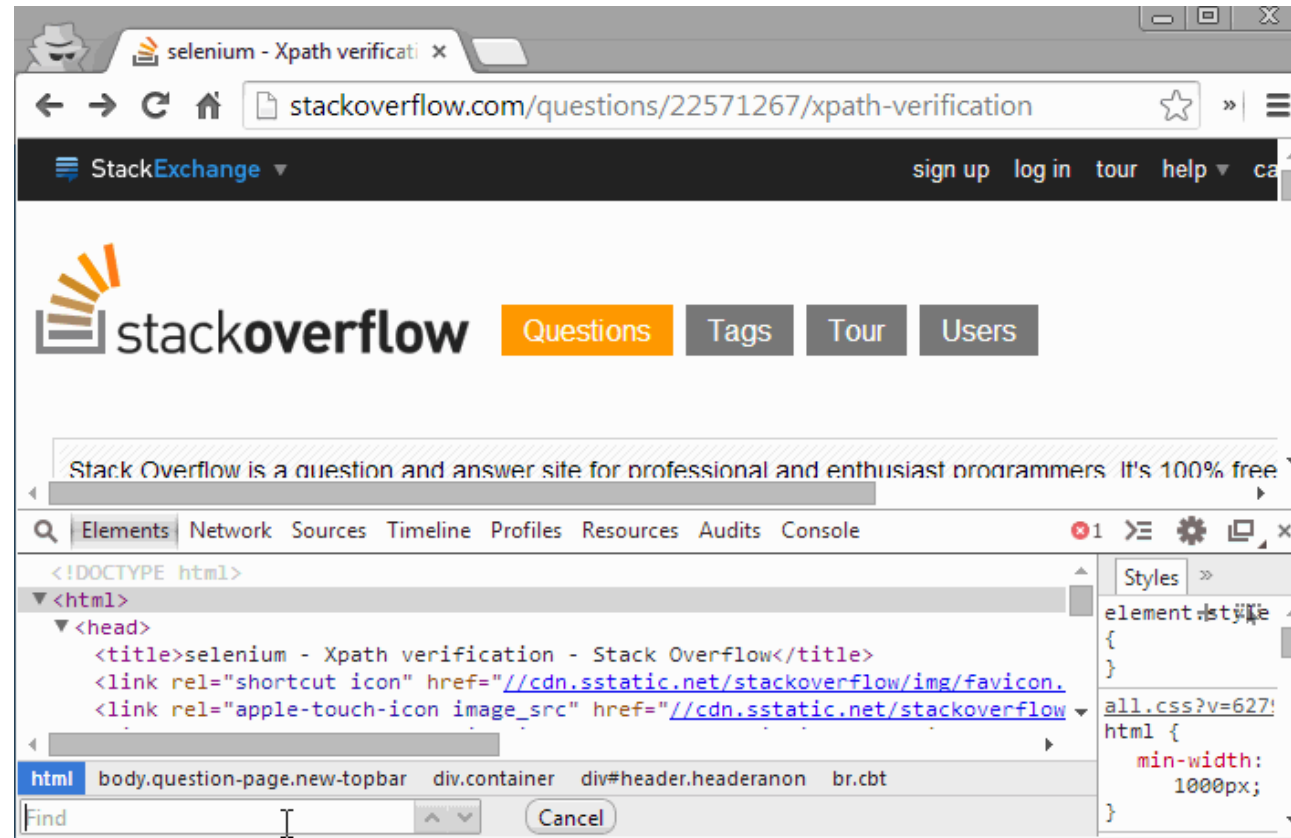 selenium - Xpath verificati
stackoverflow.com/questions/22571267/xpath-verification
StackExchange sign up log in tour help ca
stackoverflow Questions Tags Tour Users
Stack Overflow is a question and answer site for professional and enthusiast programmers. It's 100% free
Elements Network Sources Timeline Profiles Resources Audits Console 1
<!DOCTYPE html>
<html>
<head>
<title>selenium - Xpath verification - Stack Overflow</title>
<link rel="shortcut icon" href="//cdn.sstatic.net/stackoverflow/img/favicon.
<link rel="apple-touch-icon image_src" href="//cdn.sstatic.net/stackoverflow
Styles »
element.style
{
}
all.css?v=627
html {
min-width:
1000px;
}
html body.question-page.new-topbar div.container div#header.headeranon br.cbt
Find Cancel